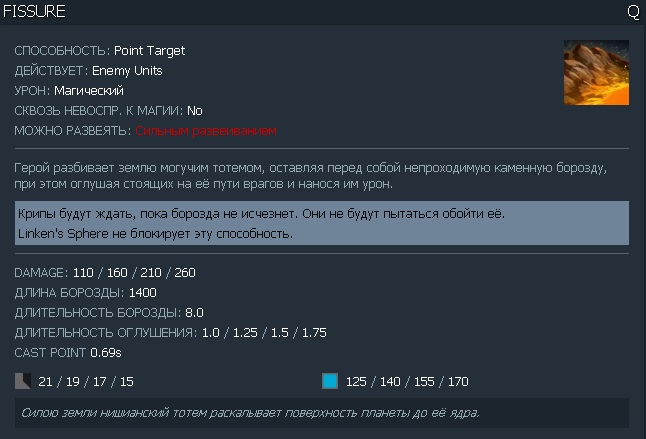 FISSURE Q
СПОСОБНОСТЬ: Point Target
ДЕЙСТВУЕТ: Enemy Units
УРОН: Магический
СКВОЗЬ НЕВОСПР. К МАГИИ: No
МОЖНО РАЗВЕЯТЬ: Сильным развеиванием
Герой разбивает землю могучим тотемом, оставляя перед собой непроходимую каменную борозду,
при этом оглушая стоящих на её пути врагов и нанося им урон.
Крипы будут ждать, пока борозда не исчезнет. Они не будут пытаться обойти её.
Linken's Sphere не блокирует эту способность.
DAMAGE: 110 / 160 / 210 / 260
ДЛИНА БОРОЗДЫ: 1400
ДЛИТЕЛЬНОСТЬ БОРОЗДЫ: 8.0
ДЛИТЕЛЬНОСТЬ ОГЛУШЕНИЯ: 1.0 / 1.25 / 1.5 / 1.75
CAST POINT 0.69s
21 / 19 / 17 / 15 125 / 140 / 155 / 170
Силою земли нишианский тотем раскалывает поверхность планеты до её ядра.